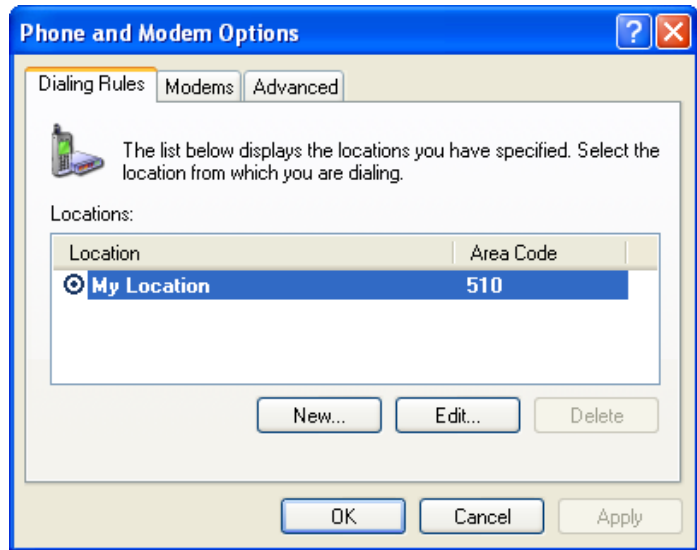 Phone and Modem Options
Dialing Rules Modems Advanced
The list below displays the locations you have specified. Select the
location from which you are dialing.
Locations:
Location Area Code
My Location 510
New... Edit... Delete
OK Cancel Apply